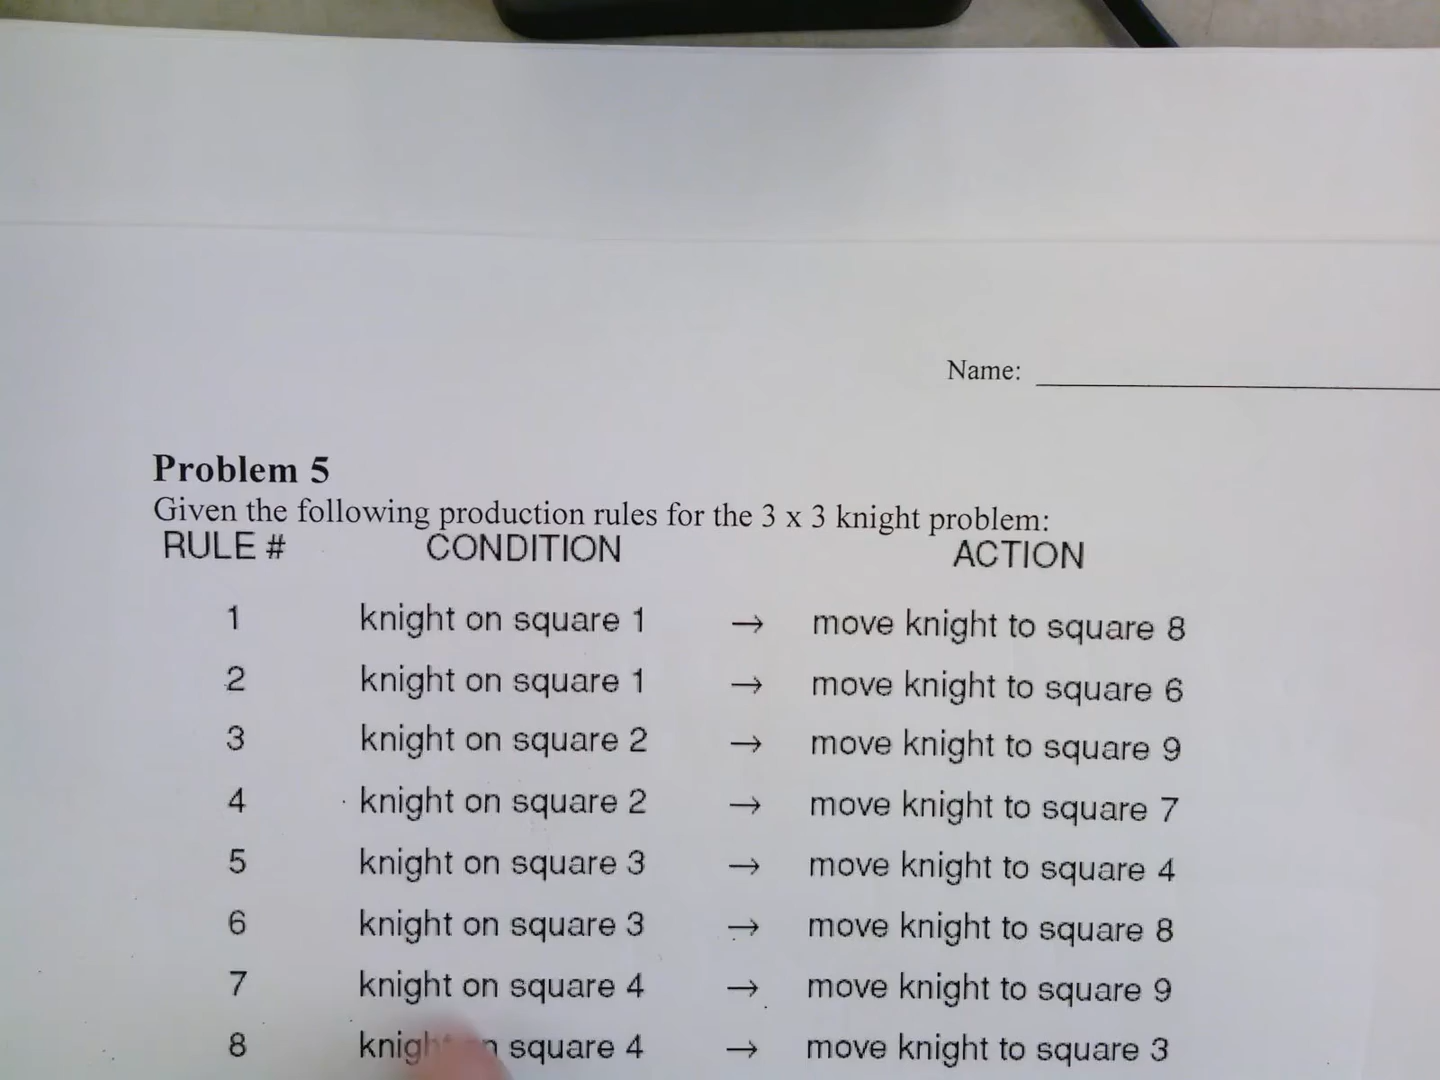 Name:
Problem 5
Given the following production rules for the 3 x 3 knight problem:
RULE # CONDITION ACTION
1 knight on square 1 → move knight to square 8
2 knight on square 1 → move knight to square 6
3 knight on square 2 → move knight to square 9
4 knight on square 2 → move knight to square 7
5 knight on square 3 → move knight to square 4
6 knight on square 3 → move knight to square 8
7 knight on square 4 → move knight to square 9
8 square 4 → move knight to square 3